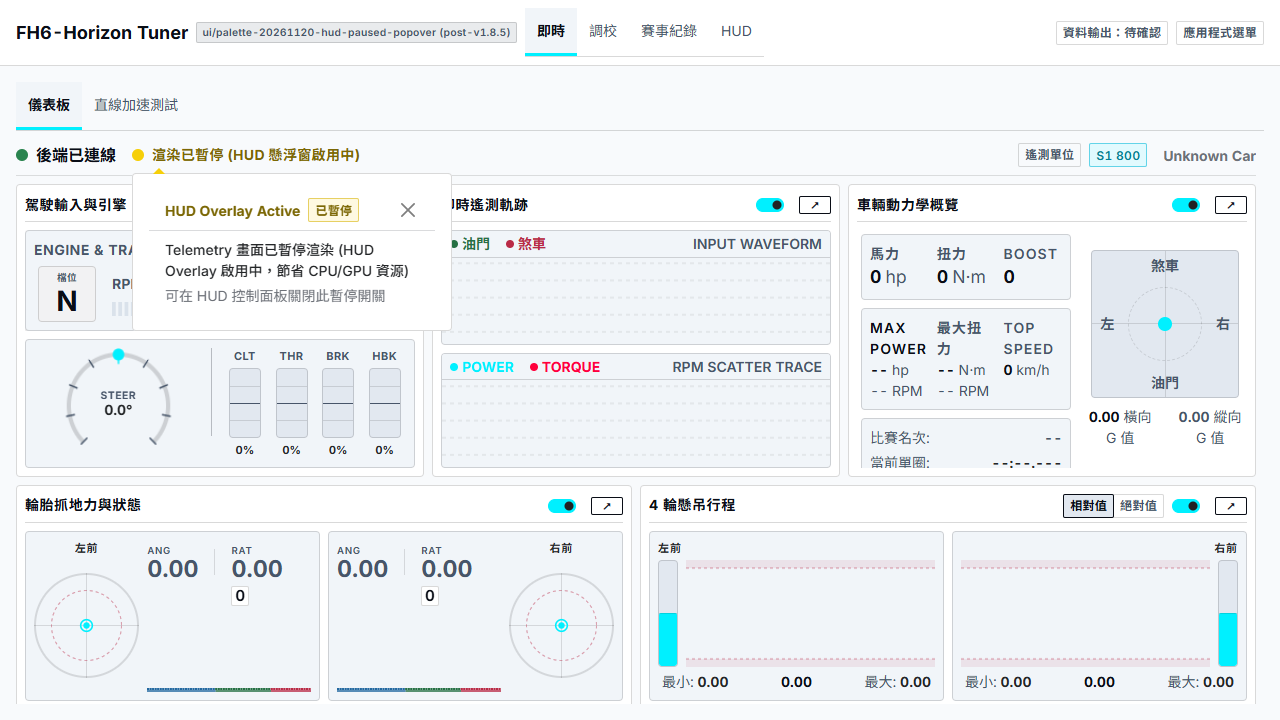 FH6-Horizon Tuner
ui/palette-20261120-hud-paused-popover (post-v1.8.5)
即時
調校
賽事紀錄
HUD
資料輸出：待確認
應用程式選單
儀表板
直線加速測試
後端已連線
渲染已暫停 (HUD 懸浮窗啟用中)
遙測單位
S1 800
Unknown Car
HUD Overlay Active
已暫停
Telemetry 畫面已暫停渲染 (HUD
Overlay 啟用中，節省 CPU/GPU 資源)
可在 HUD 控制面板關閉此暫停開關
駕駛輸入與引擎
ENGINE & TRA
檔位
N
STEER
0.0°
CLT
THR
BRK
HBK
0%
0%
0%
0%
即時遙測軌跡
↗
油門
煞車
INPUT WAVEFORM
POWER
TORQUE
RPM SCATTER TRACE
車輛動力學概覽
↗
馬力
扭力
BOOST
0 hp
0 N·m
0
MAX
POWER
最大扭
力
TOP
SPEED
-- hp
-- N·m
0 km/h
-- RPM
-- RPM
比賽名次:
--
當前單圈:
--:--.---
煞車
左
右
油門
0.00 橫向
G 值
0.00 縱向
G 值
輪胎抓地力與狀態
↗
左前
ANG
RAT
0.00
0.00
0
ANG
RAT
0.00
0.00
0
右前
4 輪懸吊行程
相對值
絕對值
↗
左前
最小: 0.00
0.00
最大: 0.00
右前
最小: 0.00
0.00
最大: 0.00